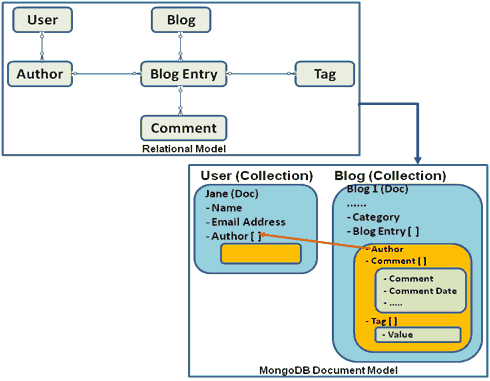 User
Blog
Author
Blog Entry
Tag
Comment
Relational Model
User (Collection)
Jane (Doc)
- Name
- Email Address
- Author [ ]
Blog (Collection)
Blog 1 (Doc)
......
- Category
- Blog Entry [ ]
- Author
- Comment [ ]
- Comment
- Comment Date
- .....
- Tag [ ]
- Value
MongoDB Document Model